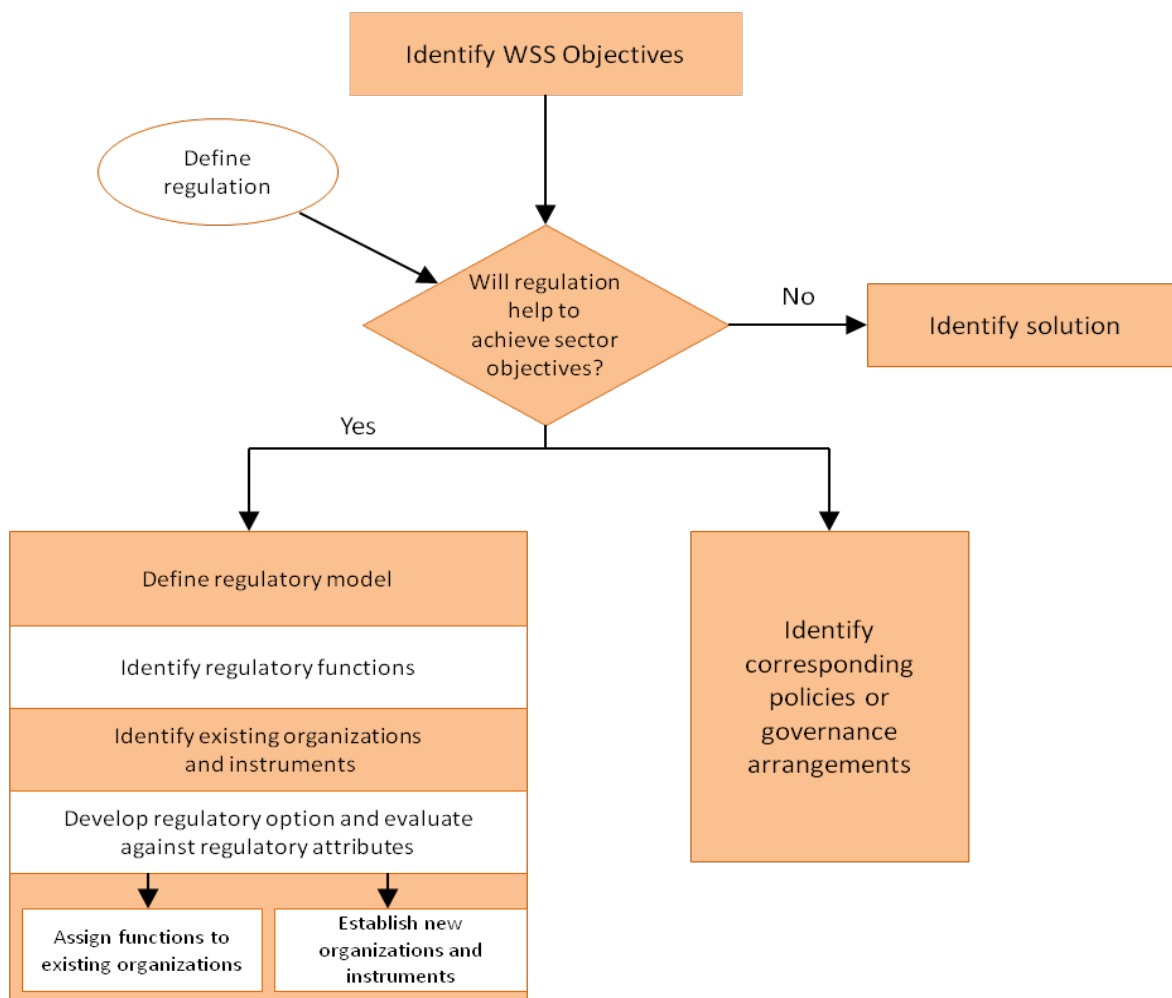 Identify WSS Objectives
Define
regulation
Will regulation
help to
achieve sector
objectives?
No
Identify solution
Yes
Define regulatory model
Identify regulatory functions
Identify existing organizations
and instruments
Develop regulatory option and evaluate
against regulatory attributes
Assign functions to
existing organizations
Establish new
organizations and
instruments
Identify
corresponding
policies or
governance
arrangements